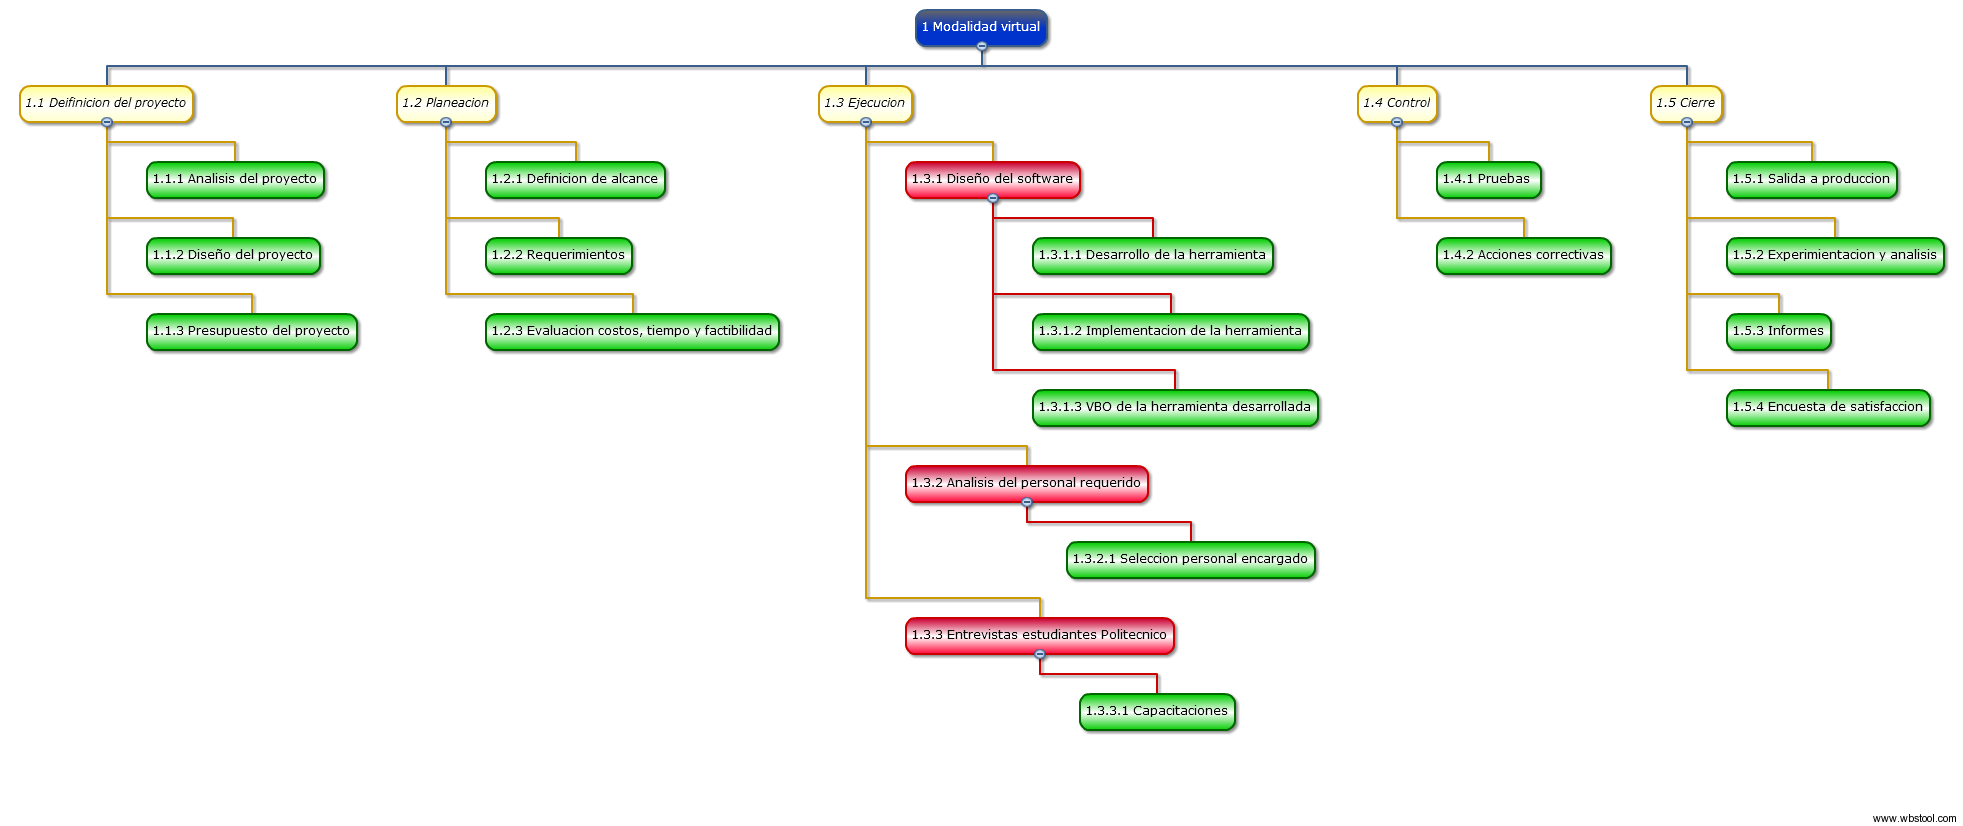 1 Modalidad virtual
1.1 Deifinicion del proyecto
1.1.1 Analisis del proyecto
1.1.2 Diseño del proyecto
1.1.3 Presupuesto del proyecto
1.2 Planeacion
1.2.1 Definicion de alcance
1.2.2 Requerimientos
1.2.3 Evaluacion costos, tiempo y factibilidad
1.3 Ejecucion
1.3.1 Diseño del software
1.3.1.1 Desarrollo de la herramienta
1.3.1.2 Implementacion de la herramienta
1.3.1.3 VBO de la herramienta desarrollada
1.3.2 Analisis del personal requerido
1.3.2.1 Seleccion personal encargado
1.3.3 Entrevistas estudiantes Politecnico
1.3.3.1 Capacitaciones
1.4 Control
1.4.1 Pruebas
1.4.2 Acciones correctivas
1.5 Cierre
1.5.1 Salida a produccion
1.5.2 Experimientacion y analisis
1.5.3 Informes
1.5.4 Encuesta de satisfaccion
www.wbstool.com